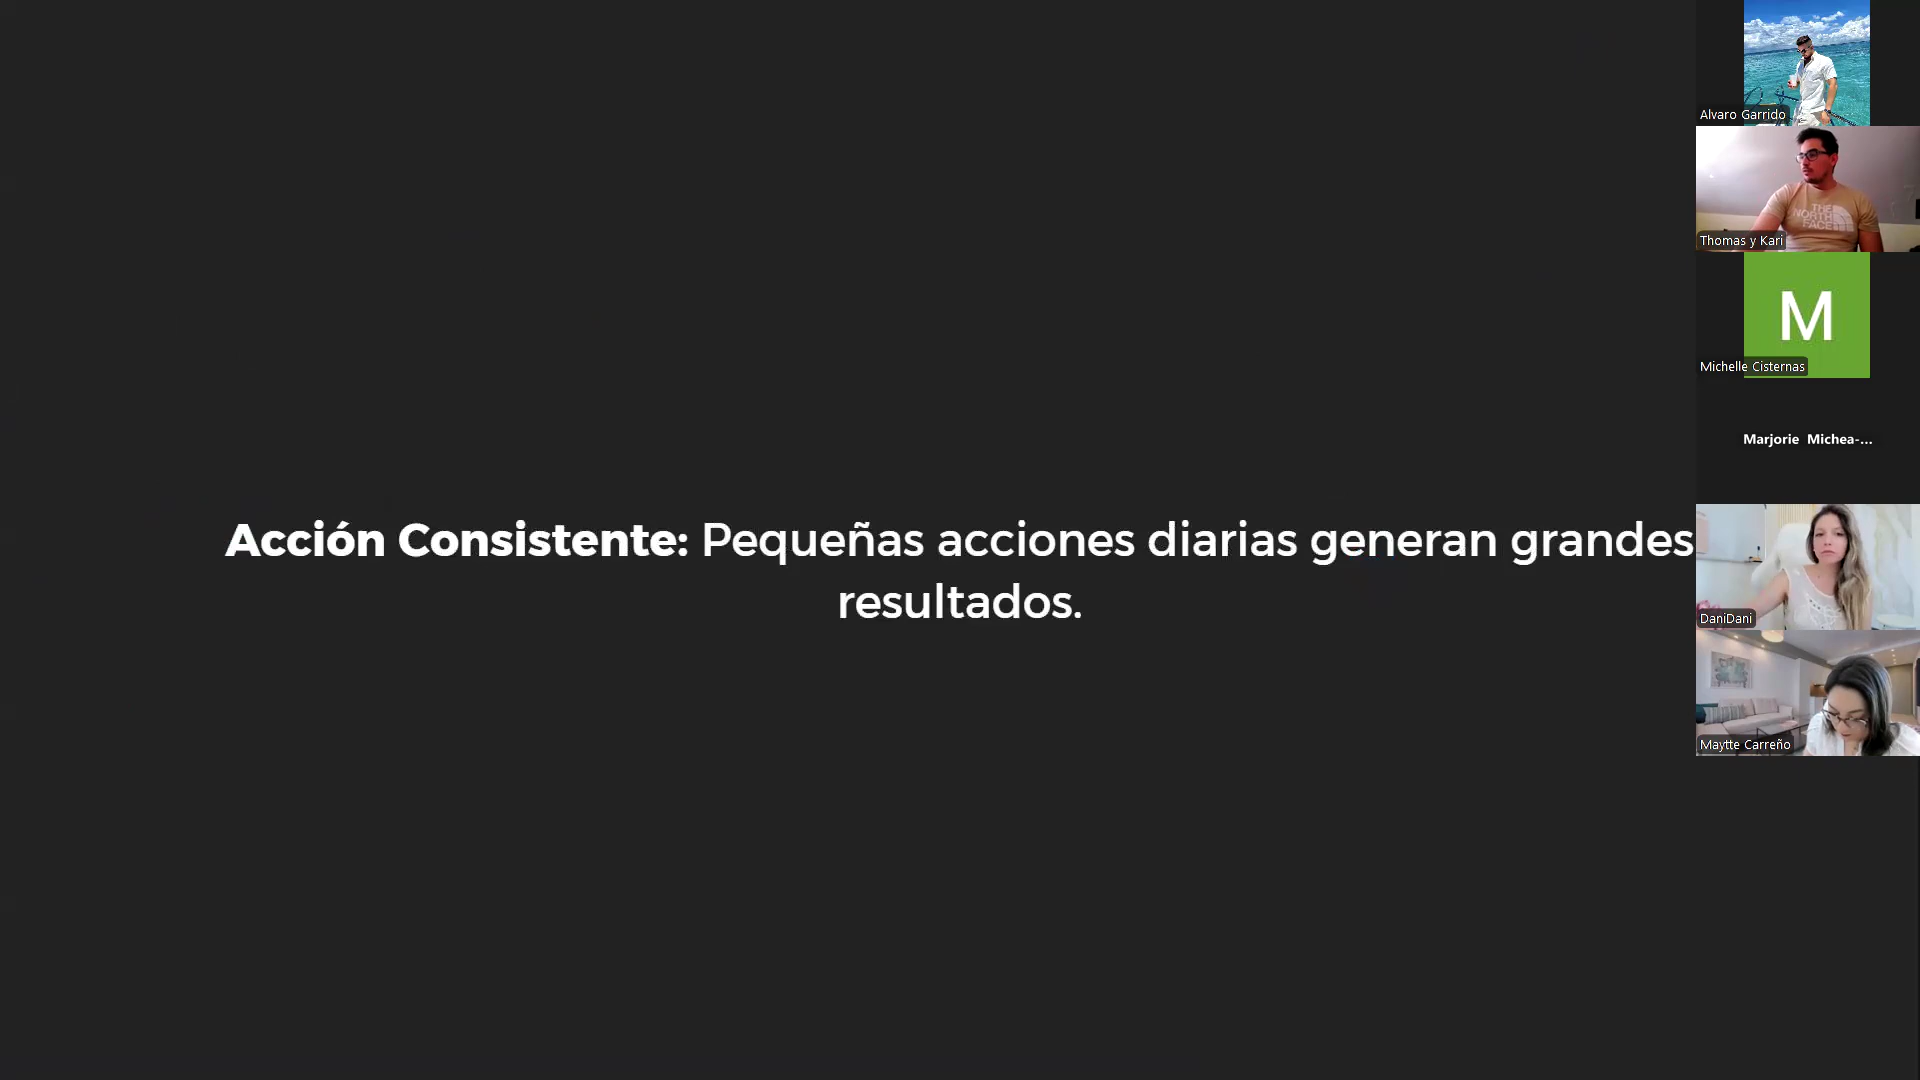 Acción Consistente: Pequeñas acciones diarias generan grandes
resultados.
Alvaro Garrido
THE
NORTH
FACE
Thomas y Kari
M
Michelle Cisternas
Marjorie Michea-...
DaniDani
Maytte Carreño